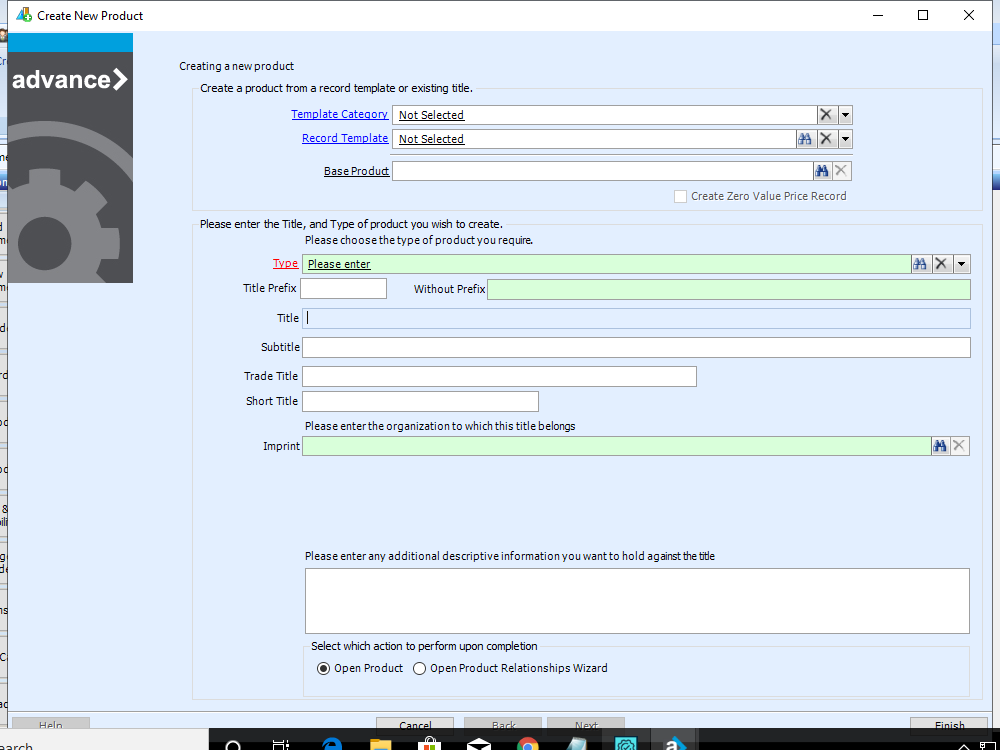 Create New Product
advance
Creating a new product
Create a product from a record template or existing title.
Template Category Not Selected
Record Template Not Selected
Base Product
Create Zero Value Price Record
Please enter the Title, and Type of product you wish to create.
Please choose the type of product you require.
Type Please enter
Title Prefix Without Prefix
Title
Subtitle
Trade Title
Short Title
Please enter the organization to which this title belongs
Imprint
Please enter any additional descriptive information you want to hold against the title
Select which action to perform upon completion
Open Product Open Product Relationships Wizard
Help Cancel Back Next Finish
earch